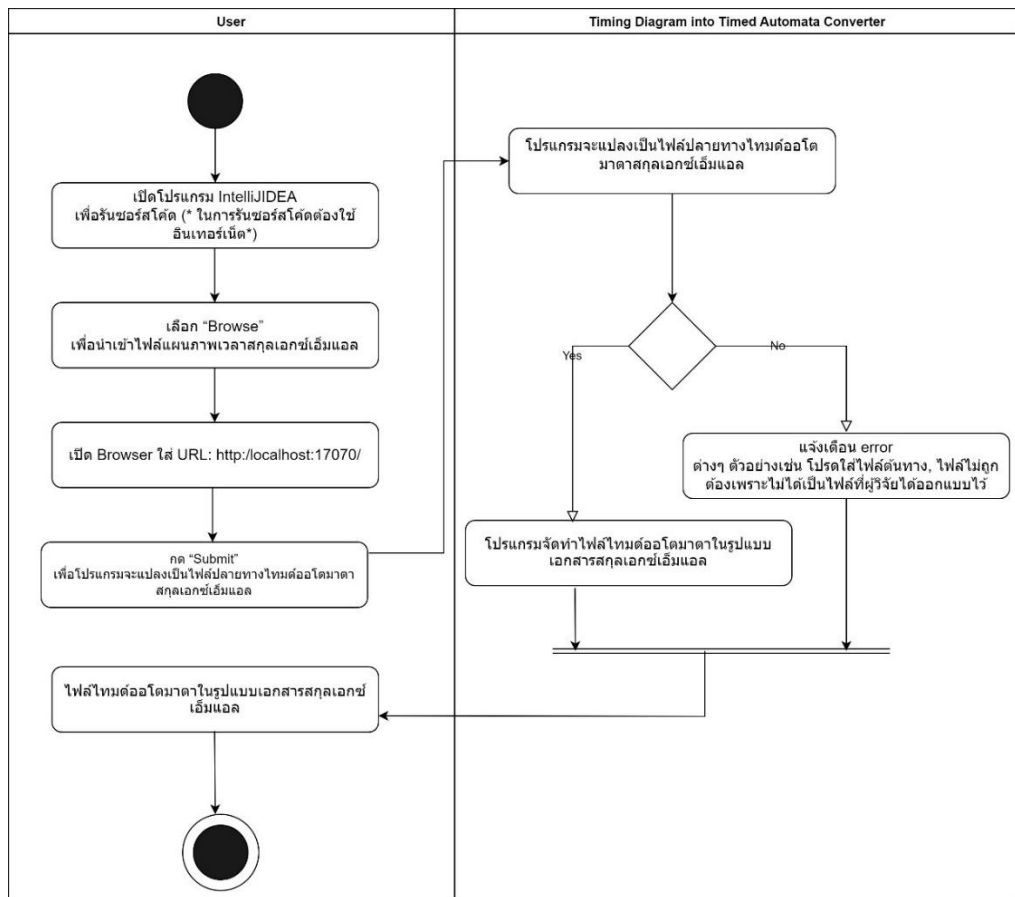 User
Timing Diagram into Timed Automata Converter
เปิดโปรแกรม IntelliJIDEA
เพื่อรันซอร์สโค้ด (* ในการรันซอร์สโค้ดต้องใช้
อินเทอร์เน็ต*)
เลือก “Browse”
เพื่อนำเข้าไฟล์แผนภาพเวลาสกุลเอกซ์เอ็มแอล
เปิด Browser ใส่ URL: http:/localhost:17070/
กด “Submit”
เพื่อโปรแกรมจะแปลงเป็นไฟล์ปลายทางไทมด์ออโตมาตา
สกุลเอกซ์เอ็มแอล
โปรแกรมจะแปลงเป็นไฟล์ปลายทางไทมด์ออโต
มาตาสกุลเอกซ์เอ็มแอล
Yes
No
แจ้งเตือน error
ต่างๆ ตัวอย่างเช่น โปรดใส่ไฟล์ต้นทาง, ไฟล์ไม่ถูก
ต้องเพราะไม่ได้เป็นไฟล์ที่ผู้วิจัยได้ออกแบบไว้
โปรแกรมจัดทำไฟล์ไทมด์ออโตมาตาในรูปแบบ
เอกสารสกุลเอกซ์เอ็มแอล
ไฟล์ไทมด์ออโตมาตาในรูปแบบเอกสารสกุลเอกซ์
เอ็มแอล